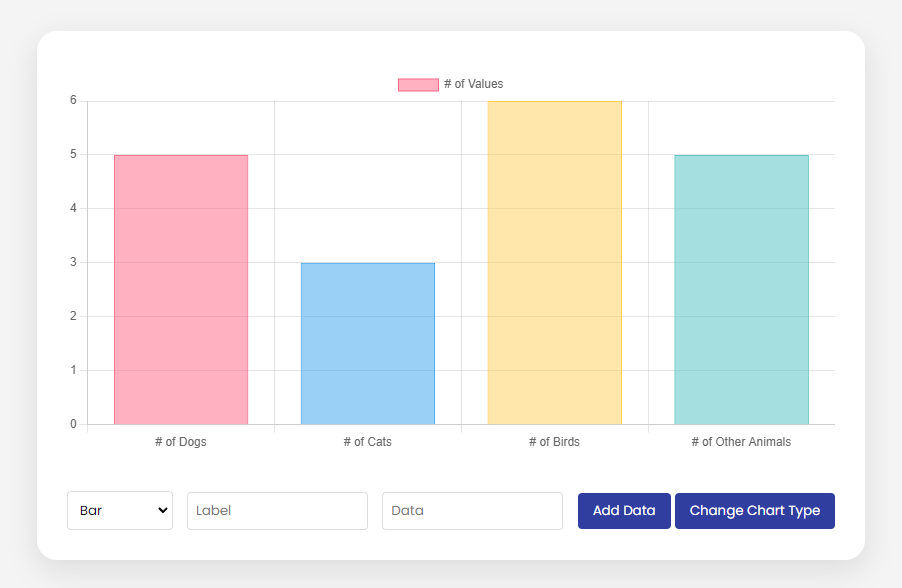 # of Values
6
5
4
3
2
1
0
# of Dogs # of Cats # of Birds # of Other Animals
Bar Label Data Add Data Change Chart Type